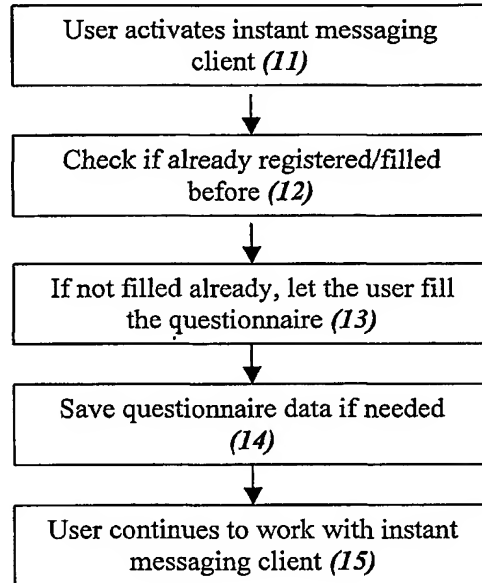 User activates instant messaging
client (11)
Check if already registered/filled
before (12)
If not filled already, let the user fill
the questionnaire (13)
Save questionnaire data if needed
(14)
User continues to work with instant
messaging client (15)